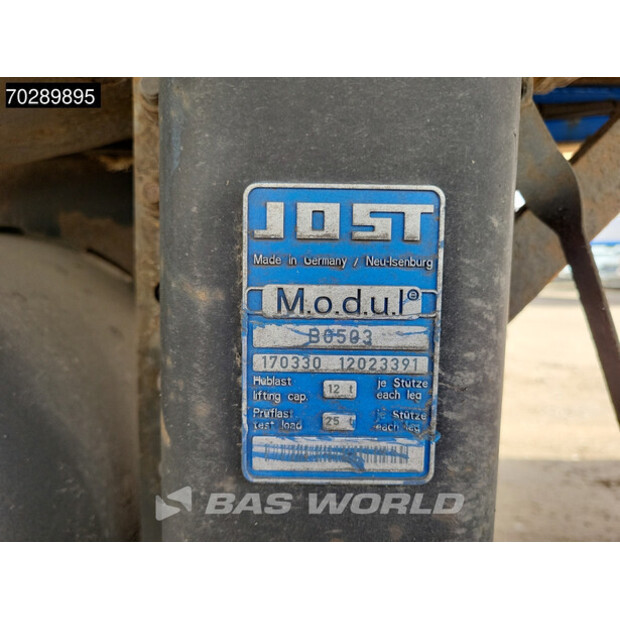 70289895
JOST
Made in Germany / Neu-Isenburg
M.o.d.u.l®
B0503
170330 12023391
Hublast 12 t je Stütze
lifting cap. each leg
Prüflast 25 t je Stütze
test load each leg
BAS WORLD